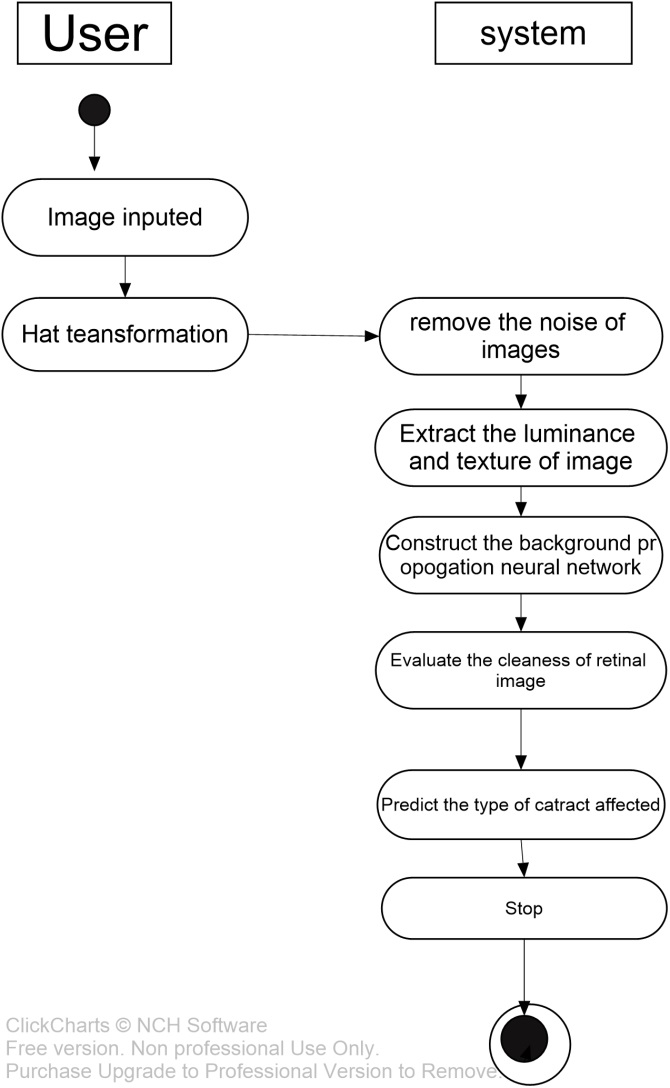 User
system
Image inputed
Hat teansformation
remove the noise of
images
Extract the luminance
and texture of image
Construct the background pr
opogation neural network
Evaluate the cleaness of retinal
image
Predict the type of catract affected
Stop
ClickCharts © NCH Software
Free version. Non professional Use Only.
Purchase Upgrade to Professional Version to Remove.